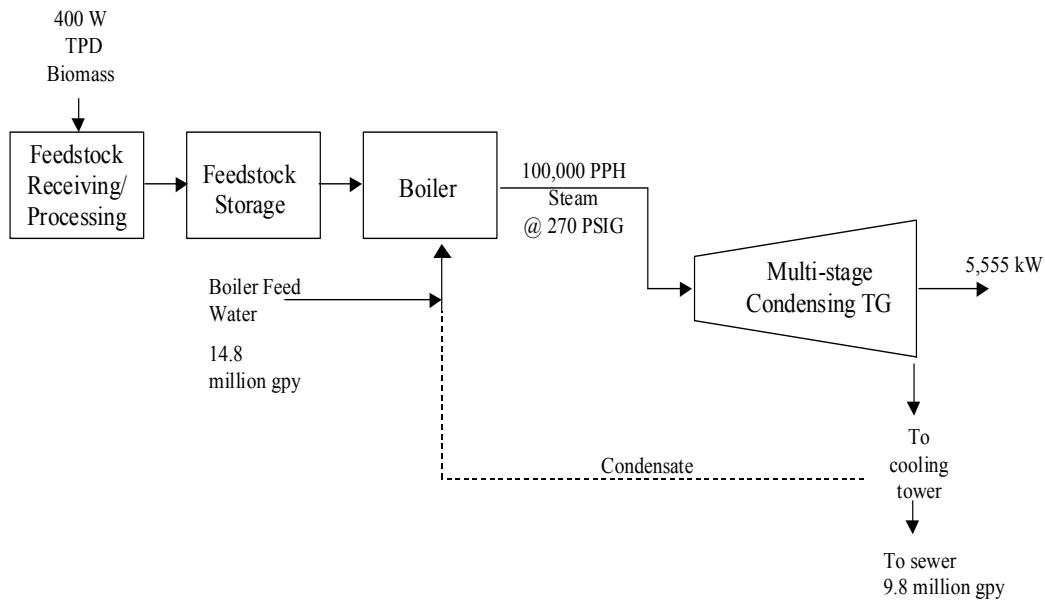 400 W
TPD
Biomass
Feedstock
Receiving/
Processing
Feedstock
Storage
Boiler
100,000 PPH
Steam
@ 270 PSIG
Multi-stage
Condensing TG
5,555 kW
Boiler Feed
Water
14.8
million gpy
Condensate
To
cooling
tower
To sewer
9.8 million gpy